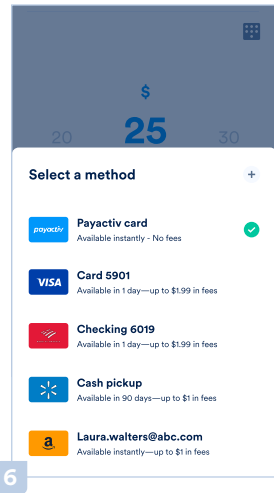 $
20 25 30
Select a method
+
payactiv Payactiv card
Available instantly - No fees
VISA Card 5901
Available in 1 day—up to $1.99 in fees
Checking 6019
Available in 1 day—up to $1.99 in fees
Cash pickup
Available in 90 days—up to $1 in fees
a Laura.walters@abc.com
Available instantly—up to $1 in fees
6